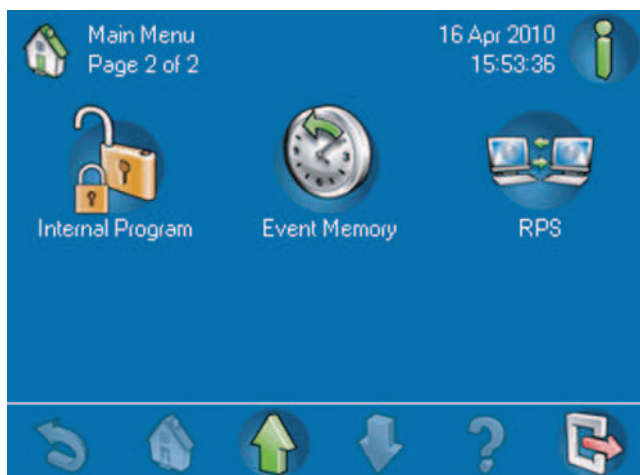 Main Menu
Page 2 of 2
16 Apr 2010
15:53:36
Internal Program
Event Memory
RPS